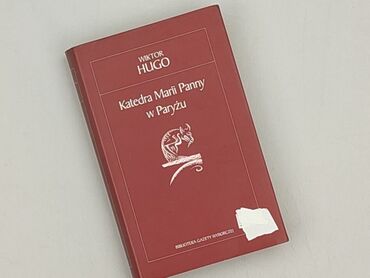 WIKTOR
HUGO
Katedra Marii Panny
w Paryżu
BIBLIOTEKA GAZETY WYBORCZEJ